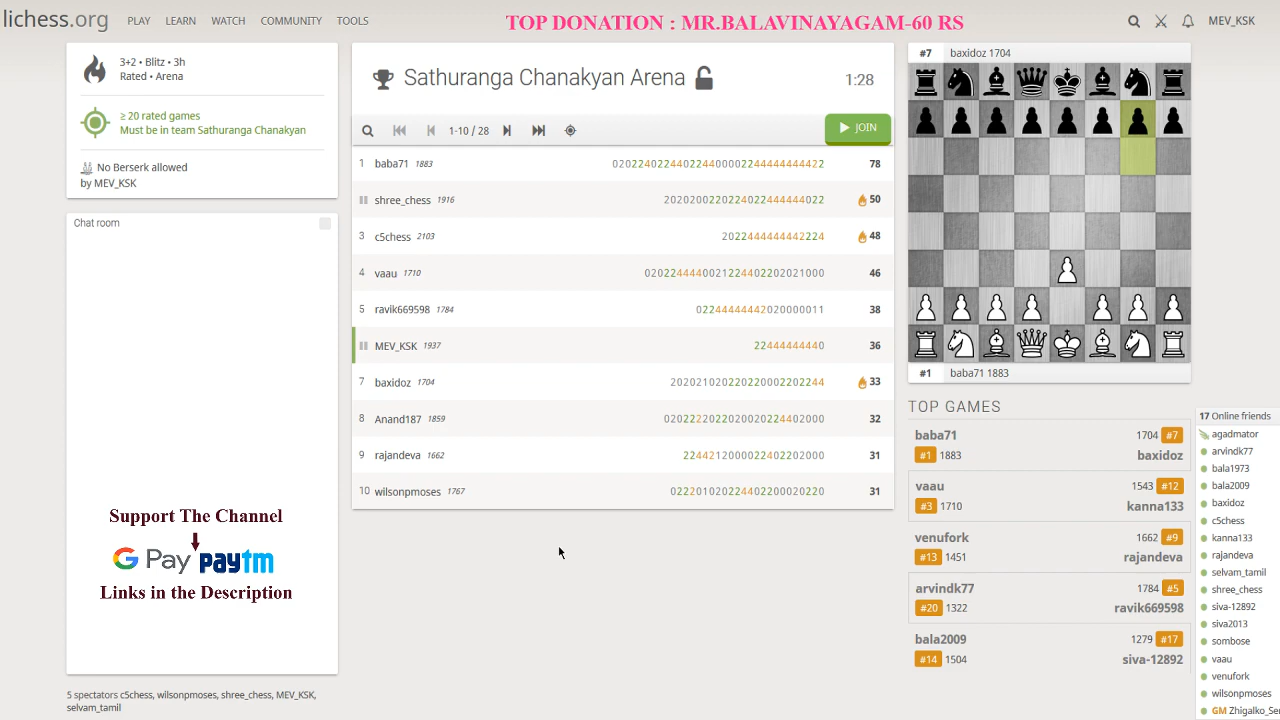 lichess.org PLAY LEARN WATCH COMMUNITY TOOLS
TOP DONATION : MR.BALAVINAYAGAM-60 RS
MEV_KSK
3+2 • Blitz • 3h
Rated • Arena
≥ 20 rated games
Must be in team Sathuranga Chanakyan
No Berserk allowed
by MEV_KSK
Chat room
Support The Channel
G Pay paytm
Links in the Description
5 spectators c5chess, wilsonpmoses, shree_chess, MEV_KSK,
selvam_tamil
Sathuranga Chanakyan Arena 1:28
1-10 / 28 JOIN
1 baba71 1883 0202240224402244000022444444444422 78
shree_chess 1916 2020200220224022444444022 50
3 c5chess 2103 2022444444442224 48
4 vaau 1710 0202244440021224402202021000 46
5 ravik669598 1784 02244444442020000011 38
MEV_KSK 1937 22444444440 36
7 baxidoz 1704 202021020220220002202244 33
8 Anand187 1859 0202222022020020224402000 32
9 rajandeva 1662 2244212000022402202000 31
10 wilsonpmoses 1767 022201020224402200020220 31
#7 baxidoz 1704
#1 baba71 1883
TOP GAMES
baba71 1704 #7
#1 1883 baxidoz
vaau 1543 #12
#3 1710 kanna133
venufork 1662 #9
#13 1451 rajandeva
arvindk77 1784 #5
#20 1322 ravik669598
bala2009 1279 #17
#14 1504 siva-12892
17 Online friends
agadmator
arvindk77
bala1973
bala2009
baxidoz
c5chess
kanna133
rajandeva
selvam_tamil
shree_chess
siva-12892
siva2013
sombose
vaau
venufork
wilsonpmoses
GM Zhigalko_Se